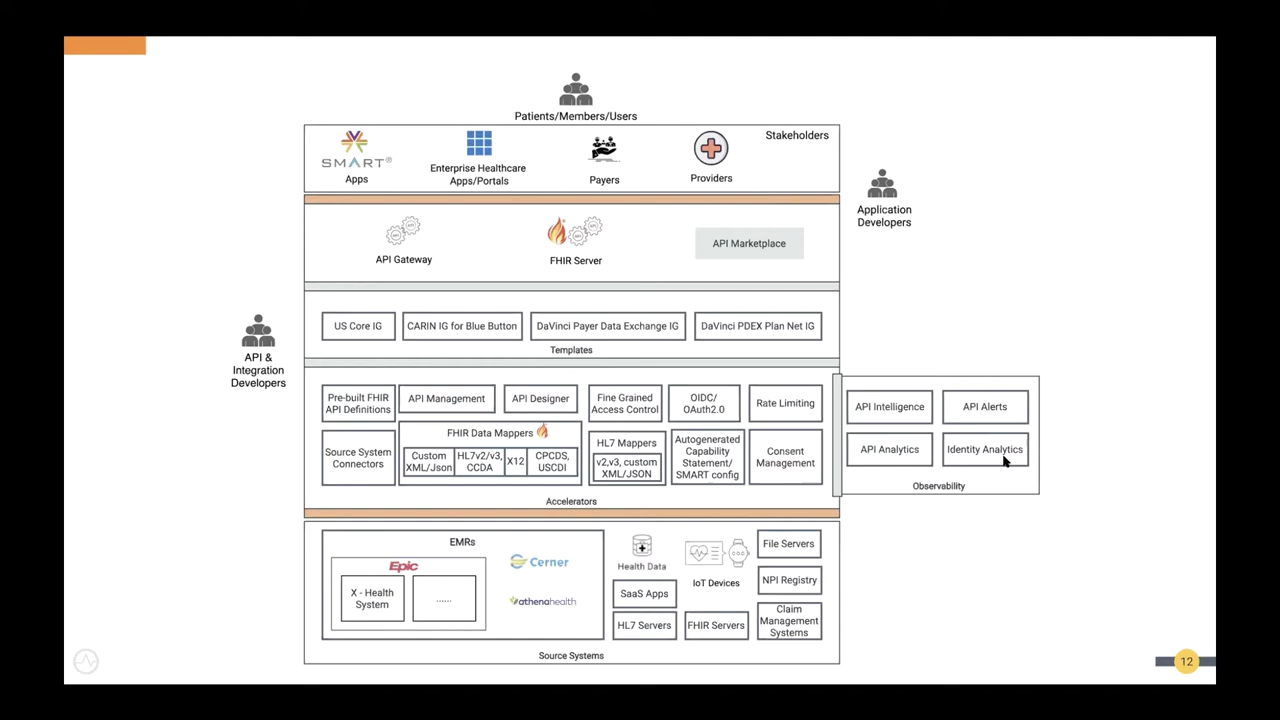 Patients/Members/Users
Stakeholders
SMART®
Apps
Enterprise Healthcare
Apps/Portals
Payers
Providers
Application
Developers
API Gateway
FHIR Server
API Marketplace
API &
Integration
Developers
US Core IG
CARIN IG for Blue Button
DaVinci Payer Data Exchange IG
DaVinci PDEX Plan Net IG
Templates
Pre-built FHIR
API Definitions
API Management
API Designer
Fine Grained
Access Control
OIDC/
OAuth2.0
Rate Limiting
Source System
Connectors
FHIR Data Mappers
Custom
XML/Json
HL7v2/v3,
CCDA
X12
CPCDS,
USCDI
HL7 Mappers
v2,v3, custom
XML/JSON
Autogenerated
Capability
Statement/
SMART config
Consent
Management
Accelerators
API Intelligence
API Alerts
API Analytics
Identity Analytics
Observability
EMRs
Epic
X - Health
System
......
Cerner
athenahealth
Health Data
SaaS Apps
HL7 Servers
IoT Devices
FHIR Servers
File Servers
NPI Registry
Claim
Management
Systems
Source Systems
12